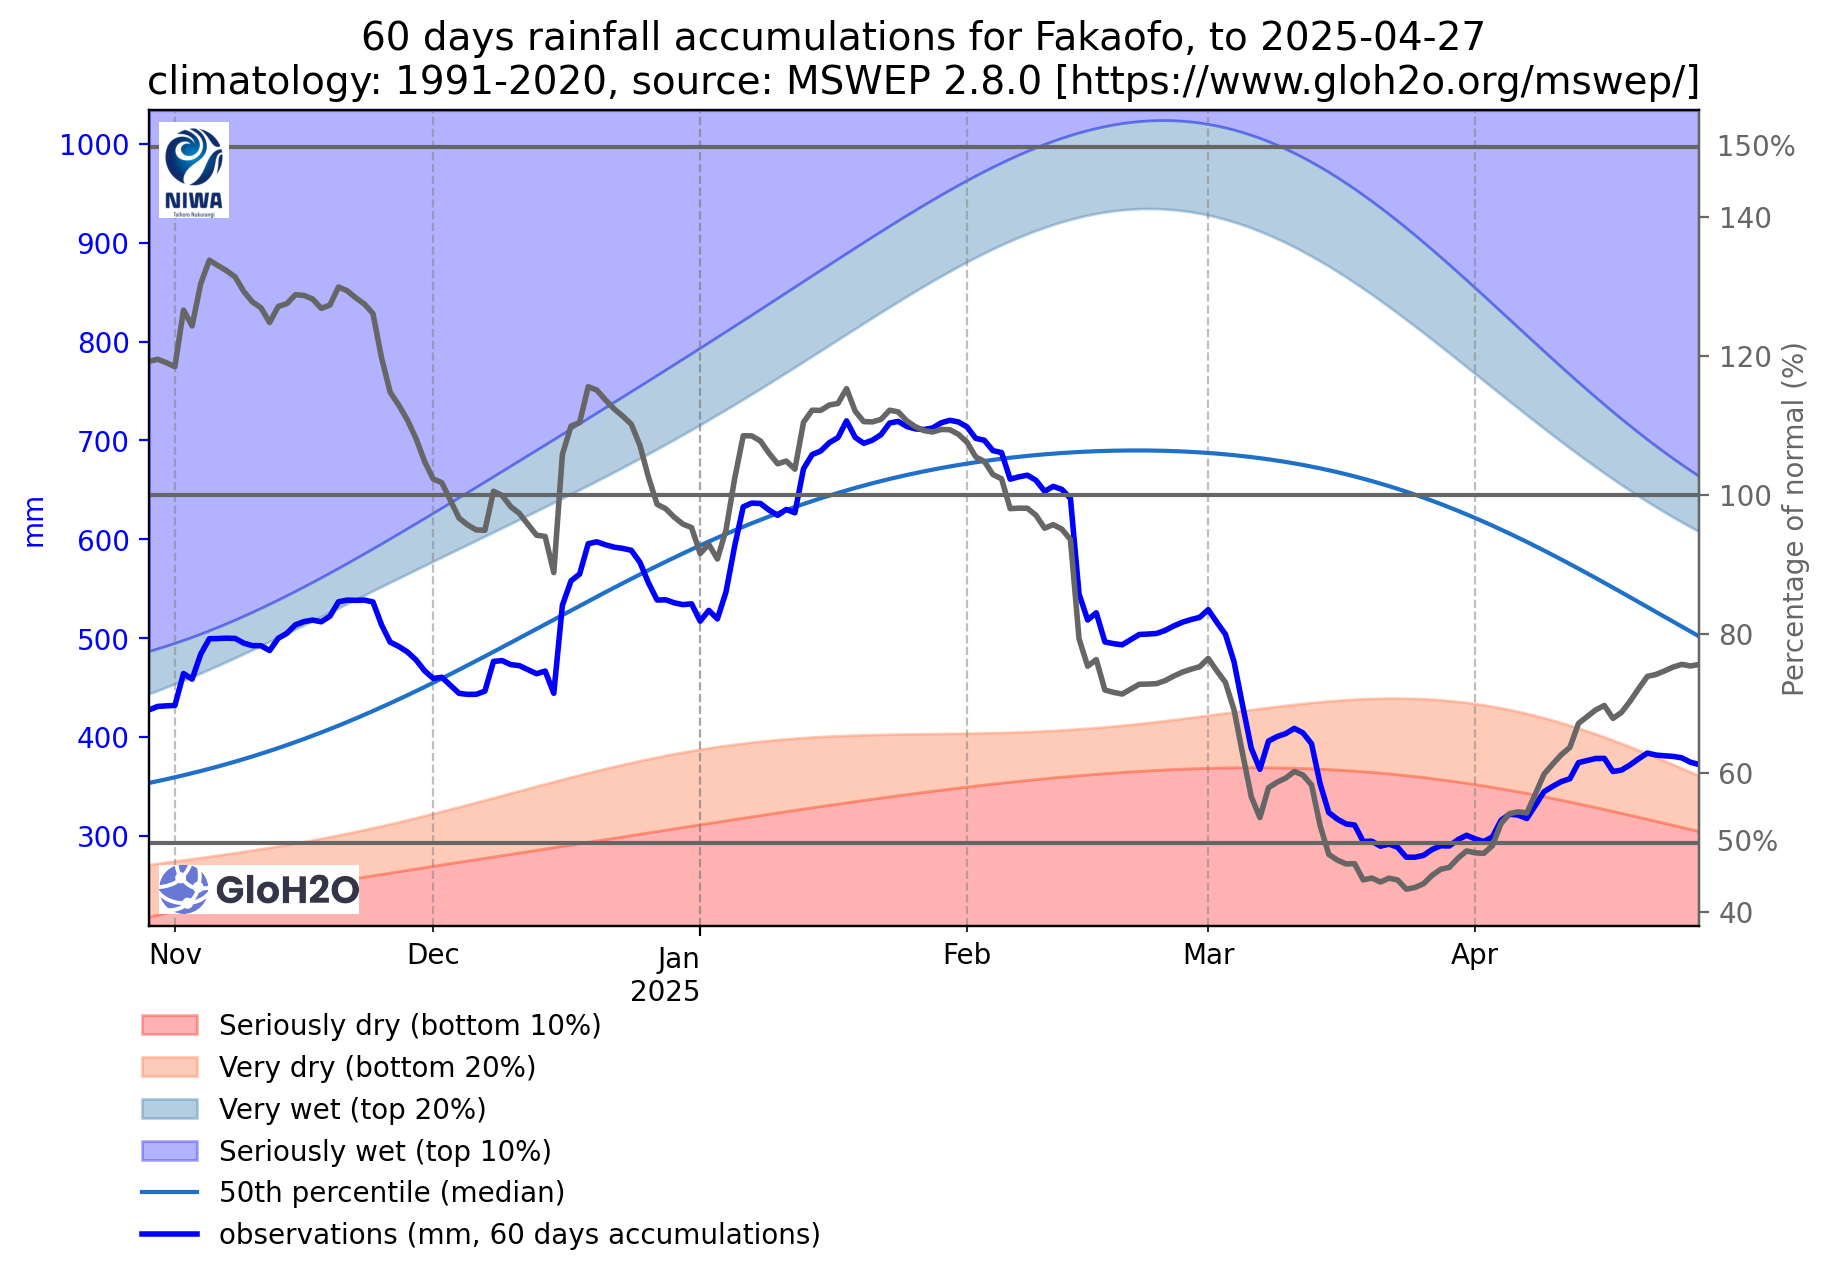 60 days rainfall accumulations for Fakaofo, to 2025-04-27
climatology: 1991-2020, source: MSWEP 2.8.0 [https://www.gloh2o.org/mswep/]
1000
900
800
700
600
500
400
300
mm
150%
140
120
100
80
60
50%
40
Percentage of normal (%)
NIWA
Taihoro Nukurangi
GloH2O
Nov
Dec
Jan
2025
Feb
Mar
Apr
Seriously dry (bottom 10%)
Very dry (bottom 20%)
Very wet (top 20%)
Seriously wet (top 10%)
50th percentile (median)
observations (mm, 60 days accumulations)